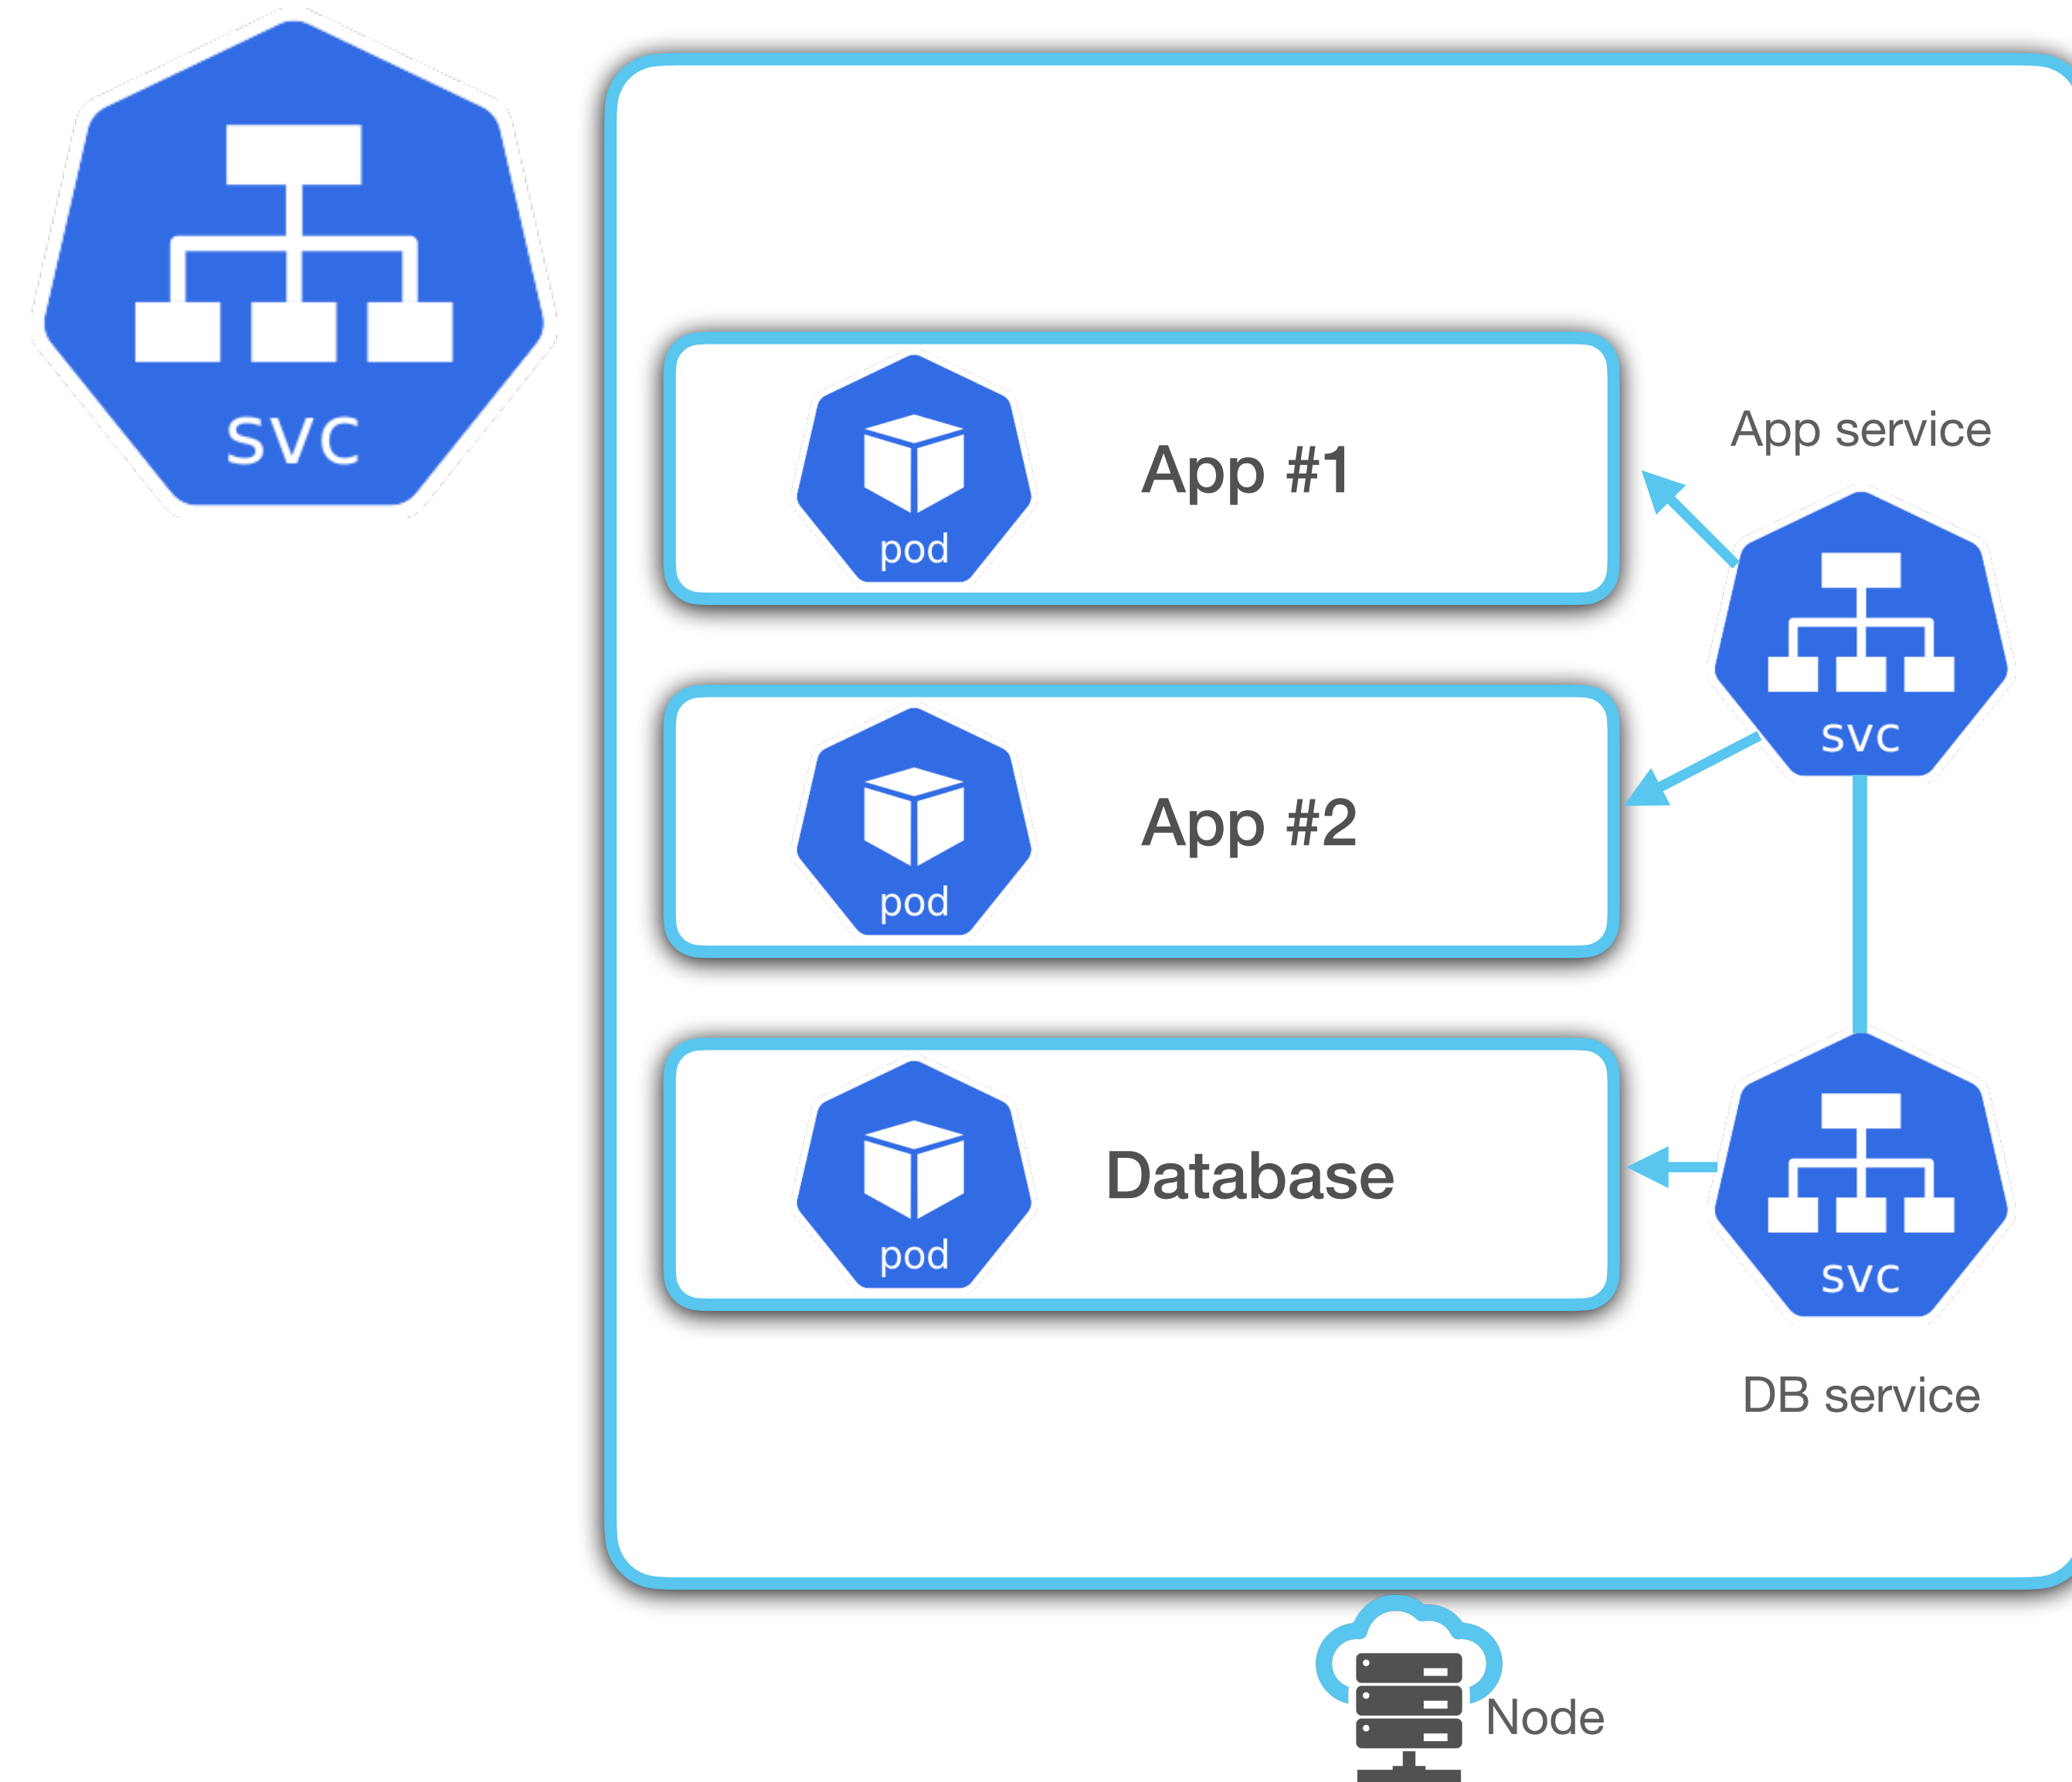 svc
App #1
pod
App service
svc
App #2
pod
Database
pod
svc
DB service
Node